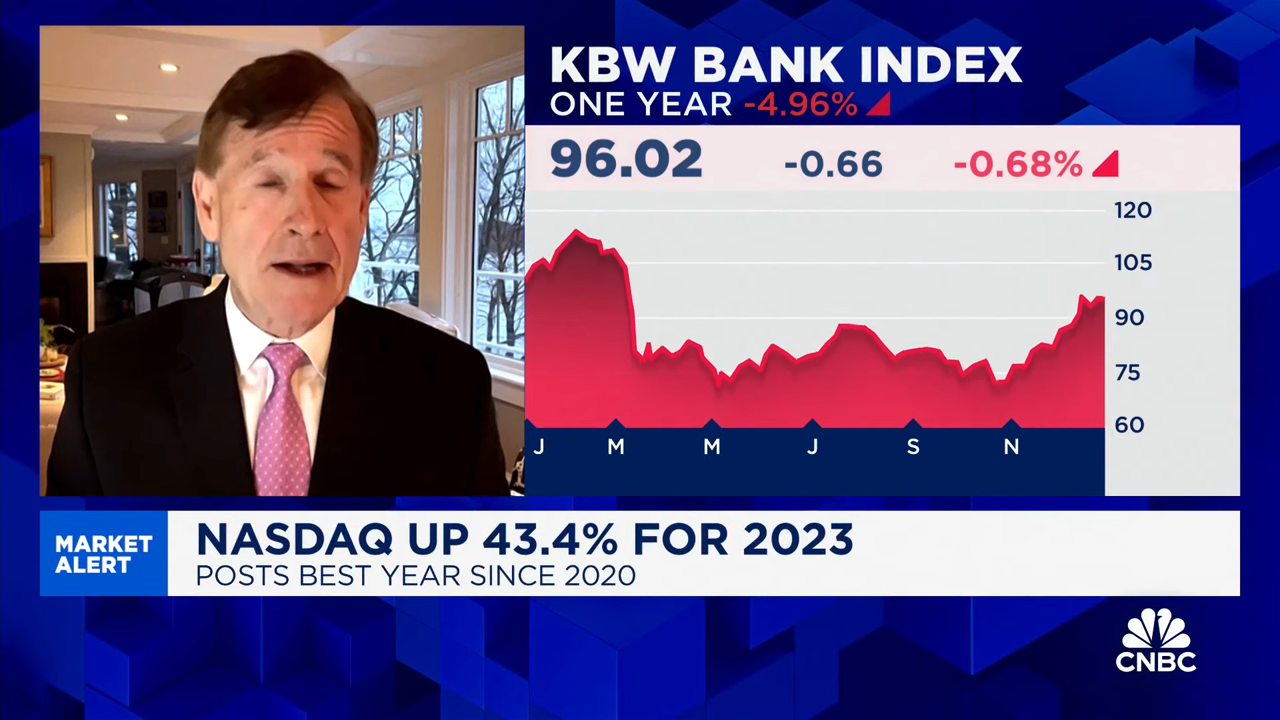 KBW BANK INDEX
ONE YEAR -4.96%
96.02 -0.66 -0.68%
120
105
90
75
60
J M M J S N
MARKET
ALERT
NASDAQ UP 43.4% FOR 2023
POSTS BEST YEAR SINCE 2020
CNBC